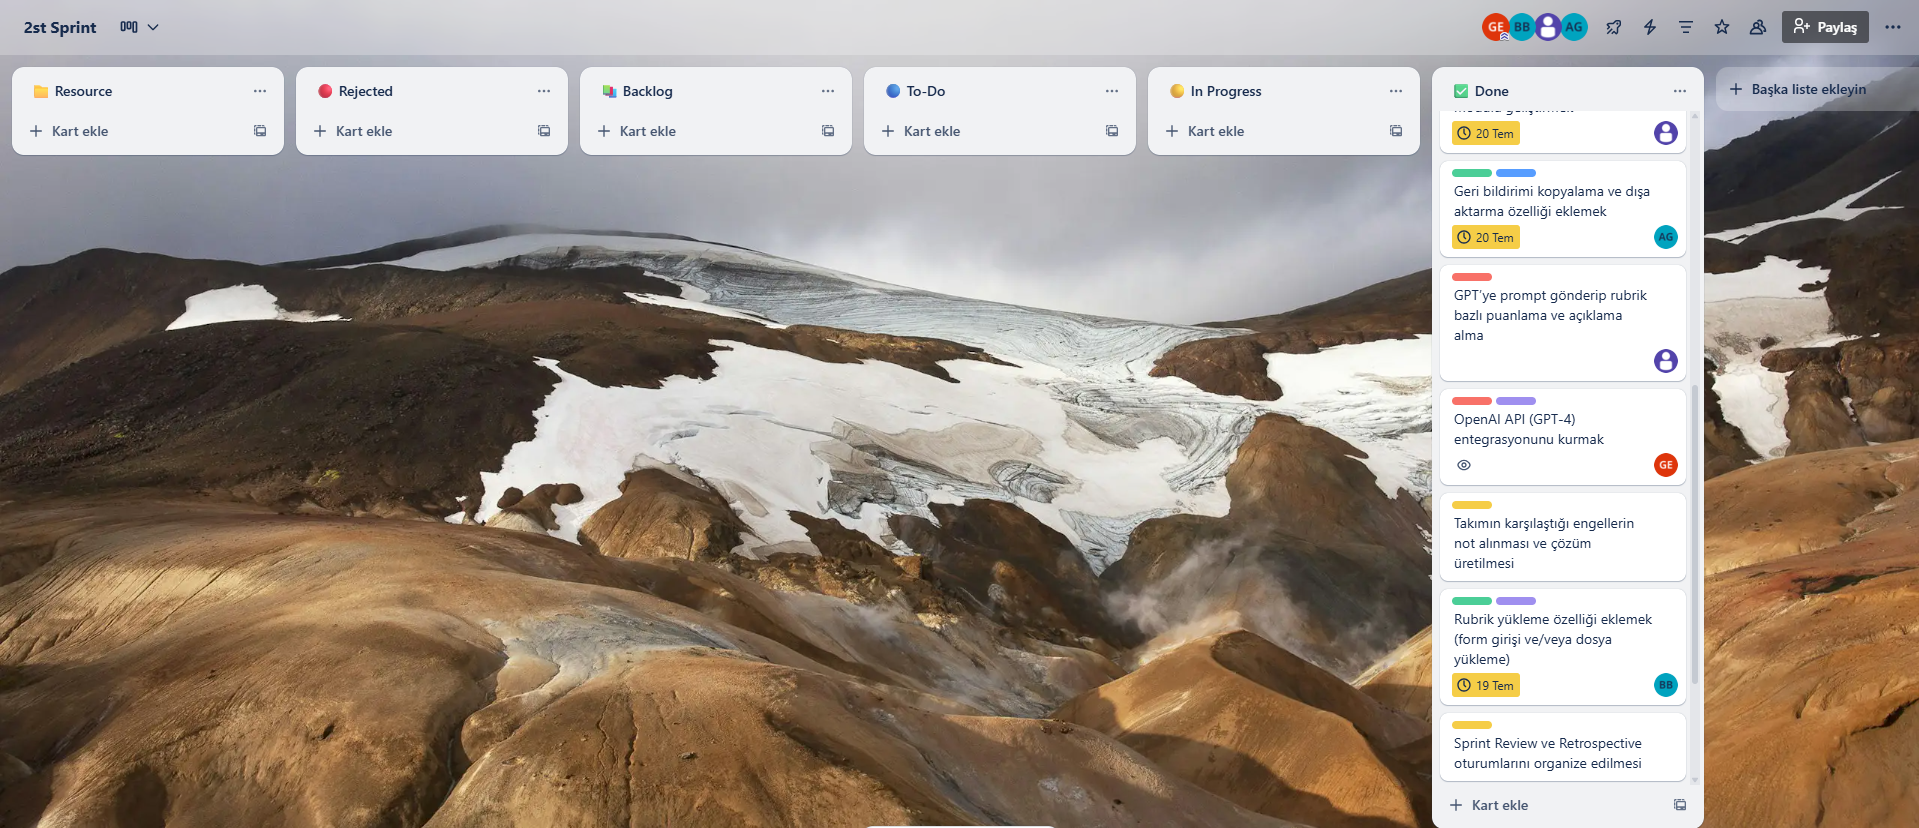 2st Sprint
GE
BB
AG
Paylaş
Resource
Kart ekle
Rejected
Kart ekle
Backlog
Kart ekle
To-Do
Kart ekle
In Progress
Kart ekle
Done
20 Tem
Geri bildirimi kopyalama ve dışa
aktarma özelliği eklemek
20 Tem
AG
GPT'ye prompt gönderip rubrik
bazlı puanlama ve açıklama
alma
OpenAI API (GPT-4)
entegrasyonunu kurmak
GE
Takımın karşılaştığı engellerin
not alınması ve çözüm
üretilmesi
Rubrik yükleme özelliği eklemek
(form girişi ve/veya dosya
yükleme)
19 Tem
BB
Sprint Review ve Retrospective
oturumlarını organize edilmesi
Kart ekle
Başka liste ekleyin